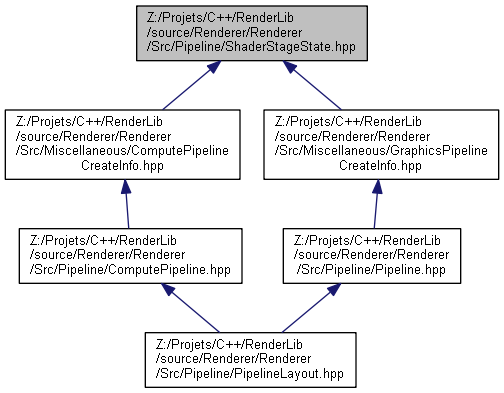 Z:/Projets/C++/RenderLib
/source/Renderer/Renderer
/Src/Pipeline/ShaderStageState.hpp
Z:/Projets/C++/RenderLib
/source/Renderer/Renderer
/Src/Miscellaneous/ComputePipeline
CreateInfo.hpp
Z:/Projets/C++/RenderLib
/source/Renderer/Renderer
/Src/Miscellaneous/GraphicsPipeline
CreateInfo.hpp
Z:/Projets/C++/RenderLib
/source/Renderer/Renderer
/Src/Pipeline/ComputePipeline.hpp
Z:/Projets/C++/RenderLib
/source/Renderer/Renderer
/Src/Pipeline/Pipeline.hpp
Z:/Projets/C++/RenderLib
/source/Renderer/Renderer
/Src/Pipeline/PipelineLayout.hpp